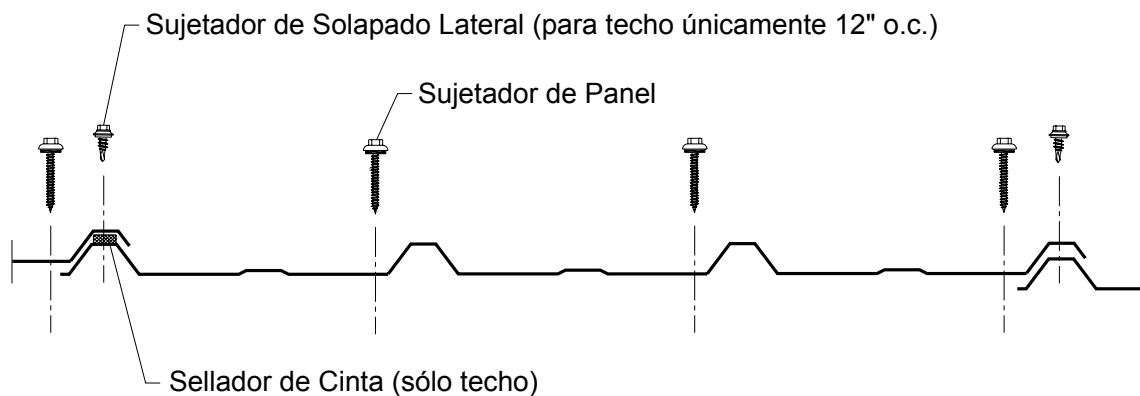 Sujetador de Solapado Lateral (para techo únicamente 12" o.c.)
Sujetador de Panel
Sellador de Cinta (sólo techo)